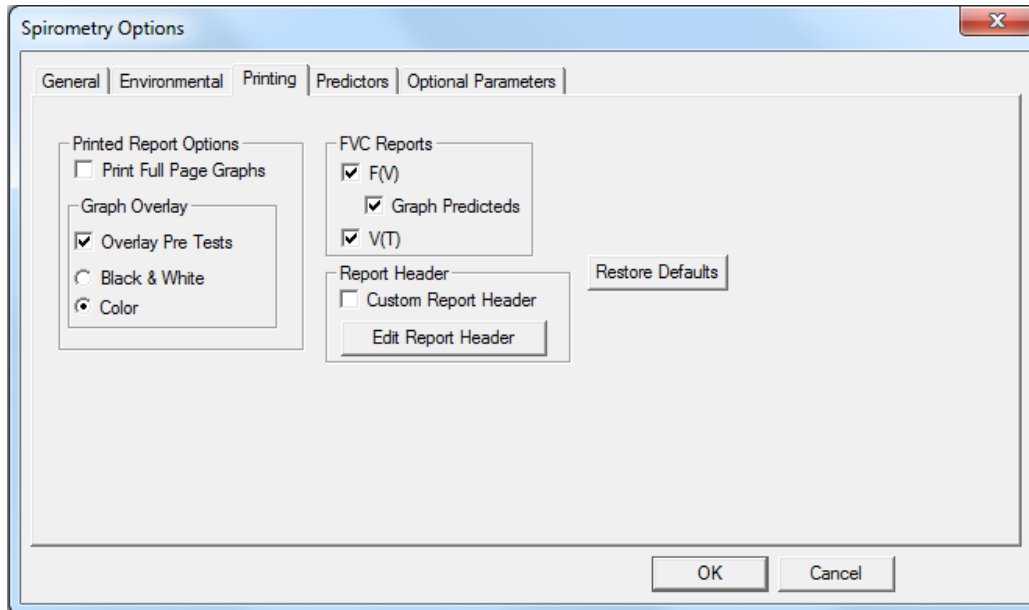 Spirometry Options
General
Environmental
Printing
Predictors
Optional Parameters
Printed Report Options
Print Full Page Graphs
Graph Overlay
Overlay Pre Tests
Black & White
Color
FVC Reports
F(V)
Graph Predicteds
V(T)
Report Header
Custom Report Header
Edit Report Header
Restore Defaults
OK
Cancel